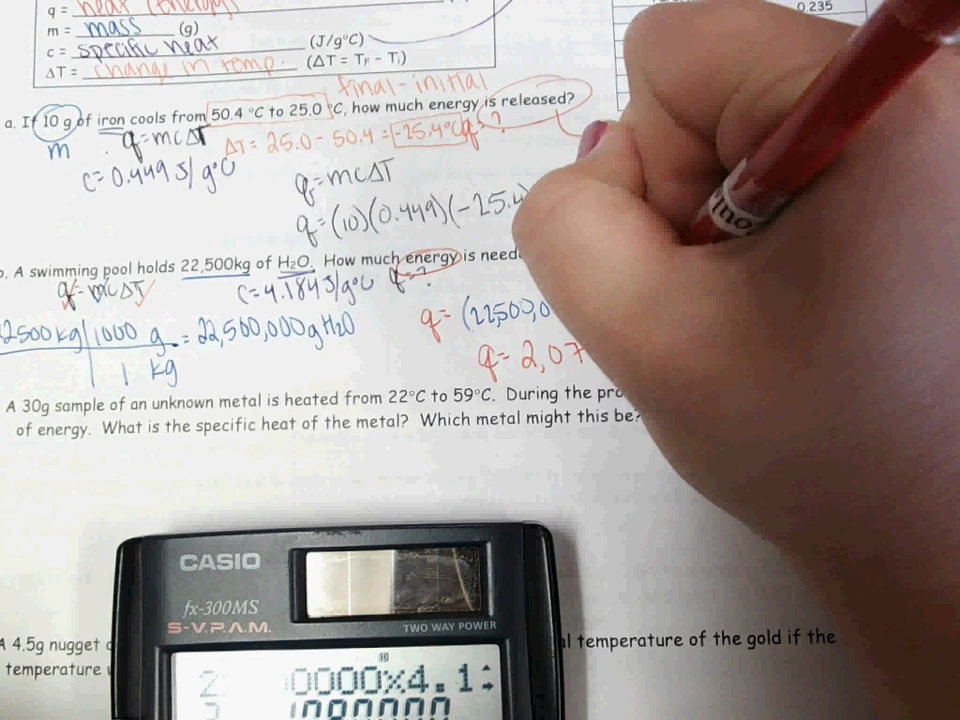 q = heat (energy)
0.235
m = mass (g)
c = specific heat (J/g°C)
ΔT = change in temp. (ΔT = TF - Ti)
final-initial
a. If 10 g of iron cools from 50.4 °C to 25.0 °C, how much energy is released?
m q=mcΔT ΔT= 25.0 - 50.4 = -25.4°C q=?
c= 0.449 J/g°C
q=mcΔT
q=(10)(0.449)(-25.4)
b. A swimming pool holds 22,500kg of H₂O. How much energy is
q=mcΔT c=4.184J/g°C q=?
22500 kg | 1000 g = 22,500,000g H₂O q= (22,500,0
1 kg q= 2,07
A 30g sample of an unknown metal is heated from 22°C to 59°C. During the
of energy. What is the specific heat of the metal? Which metal might this be?
CASIO
fx-300MS
S-V.P.A.M.
TWO WAY POWER
A 4.5g nugget temperature of the gold if the
temperature
0000x4.1